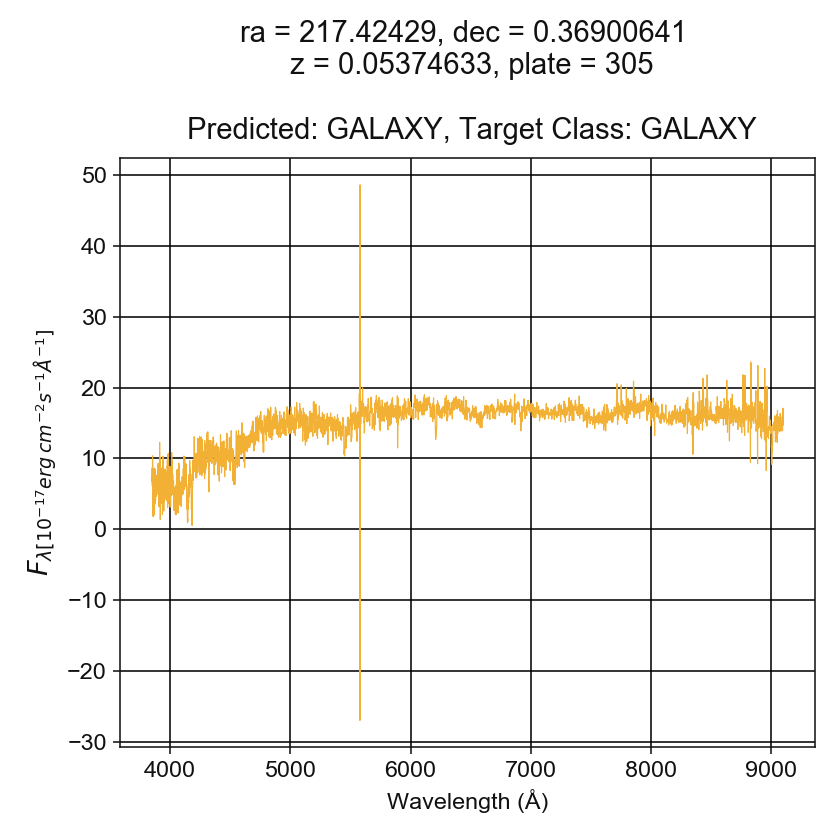 ra = 217.42429, dec = 0.36900641
z = 0.05374633, plate = 305
Predicted: GALAXY, Target Class: GALAXY
50
40
30
20
10
0
−10
−20
−30
F_{λ[10^{−17} erg cm^{−2} s^{−1} Å^{−1}]}
4000 5000 6000 7000 8000 9000
Wavelength (Å)